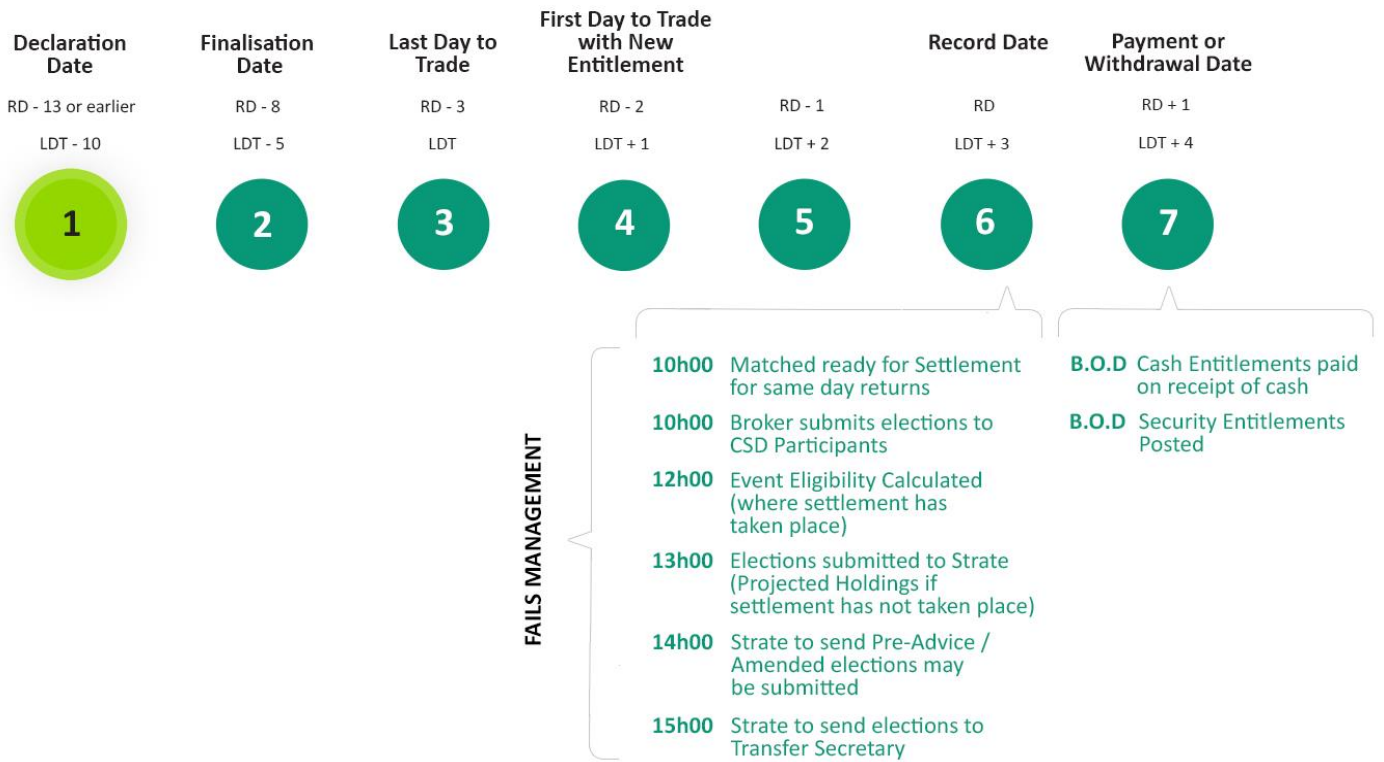 Declaration
Date
RD - 13 or earlier
LDT - 10
1
Finalisation
Date
RD - 8
LDT - 5
2
Last Day to
Trade
RD - 3
LDT
3
First Day to Trade
with New
Entitlement
RD - 2
LDT + 1
4
RD - 1
LDT + 2
5
Record Date
RD
LDT + 3
6
Payment or
Withdrawal Date
RD + 1
LDT + 4
7
FAILS MANAGEMENT
10h00 Matched ready for Settlement
for same day returns
10h00 Broker submits elections to
CSD Participants
12h00 Event Eligibility Calculated
(where settlement has
taken place)
13h00 Elections submitted to Strate
(Projected Holdings if
settlement has not taken place)
14h00 Strate to send Pre-Advice /
Amended elections may
be submitted
15h00 Strate to send elections to
Transfer Secretary
B.O.D Cash Entitlements paid
on receipt of cash
B.O.D Security Entitlements
Posted